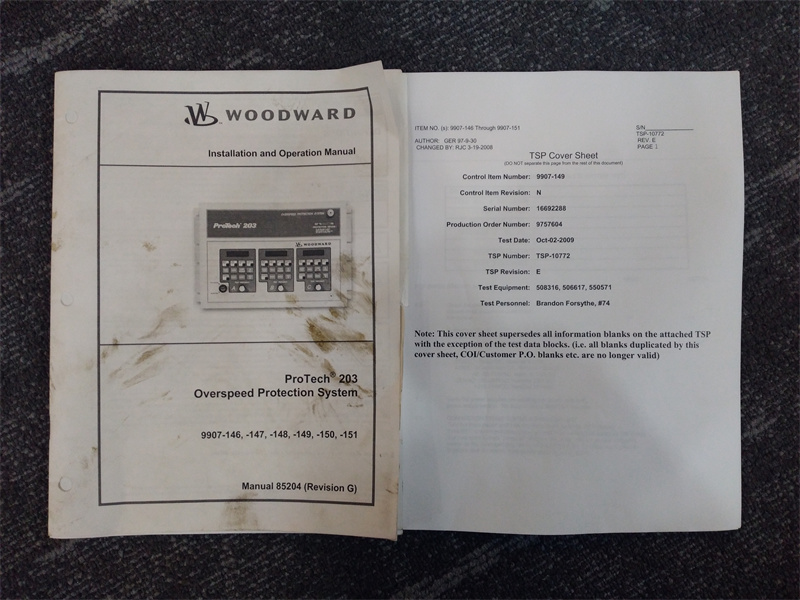 WOODWARD
Installation and Operation Manual
ProTech 203
WOODWARD
ProTech® 203
Overspeed Protection System
9907-146, -147, -148, -149, -150, -151
Manual 85204 (Revision G)
ITEM NO. (s): 9907-146 Through 9907-151
S/N
TSP-10772
AUTHOR: GER 97-9-30
REV. E
CHANGED BY: RJC 3-19-2008
PAGE 1
TSP Cover Sheet
(DO NOT separate this page from the rest of this document)
Control Item Number: 9907-149
Control Item Revision: N
Serial Number: 16692288
Production Order Number: 9757604
Test Date: Oct-02-2009
TSP Number: TSP-10772
TSP Revision: E
Test Equipment: 508316, 506617, 550571
Test Personnel: Brandon Forsythe, #74
Note: This cover sheet supersedes all information blanks on the attached TSP
with the exception of the test data blocks. (i.e. all blanks duplicated by this
cover sheet, COI/Customer P.O. blanks etc. are no longer valid)